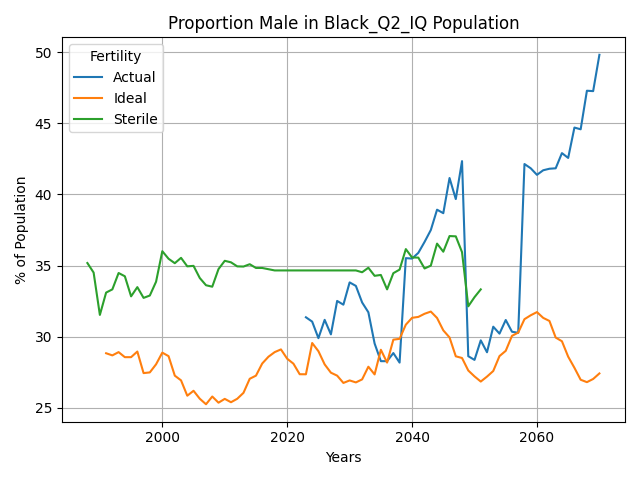 Proportion Male in Black_Q2_IQ Population
Fertility
Actual
Ideal
Sterile
% of Population
50
45
40
35
30
25
2000
2020
2040
2060
Years